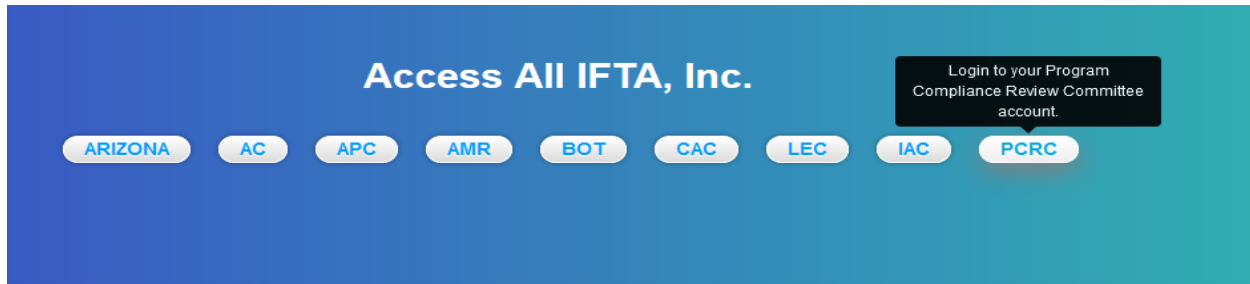 Access All IFTA, Inc.
Login to your Program
Compliance Review Committee
account.
ARIZONA AC APC AMR BOT CAC LEC IAC PCRC